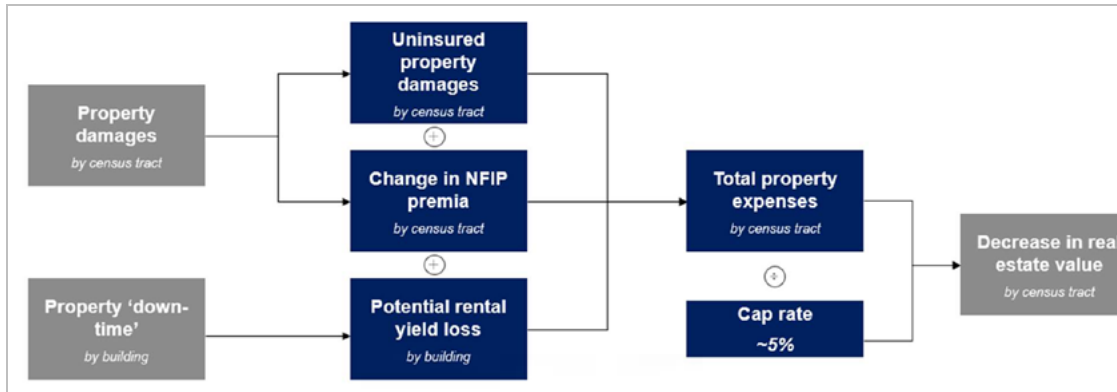 Property
damages
by census tract
Property 'down-
time'
by building
Uninsured
property
damages
by census tract
+
Change in NFIP
premia
by census tract
+
Potential rental
yield loss
by building
Total property
expenses
by census tract
÷
Cap rate
~5%
Decrease in real
estate value
by census tract